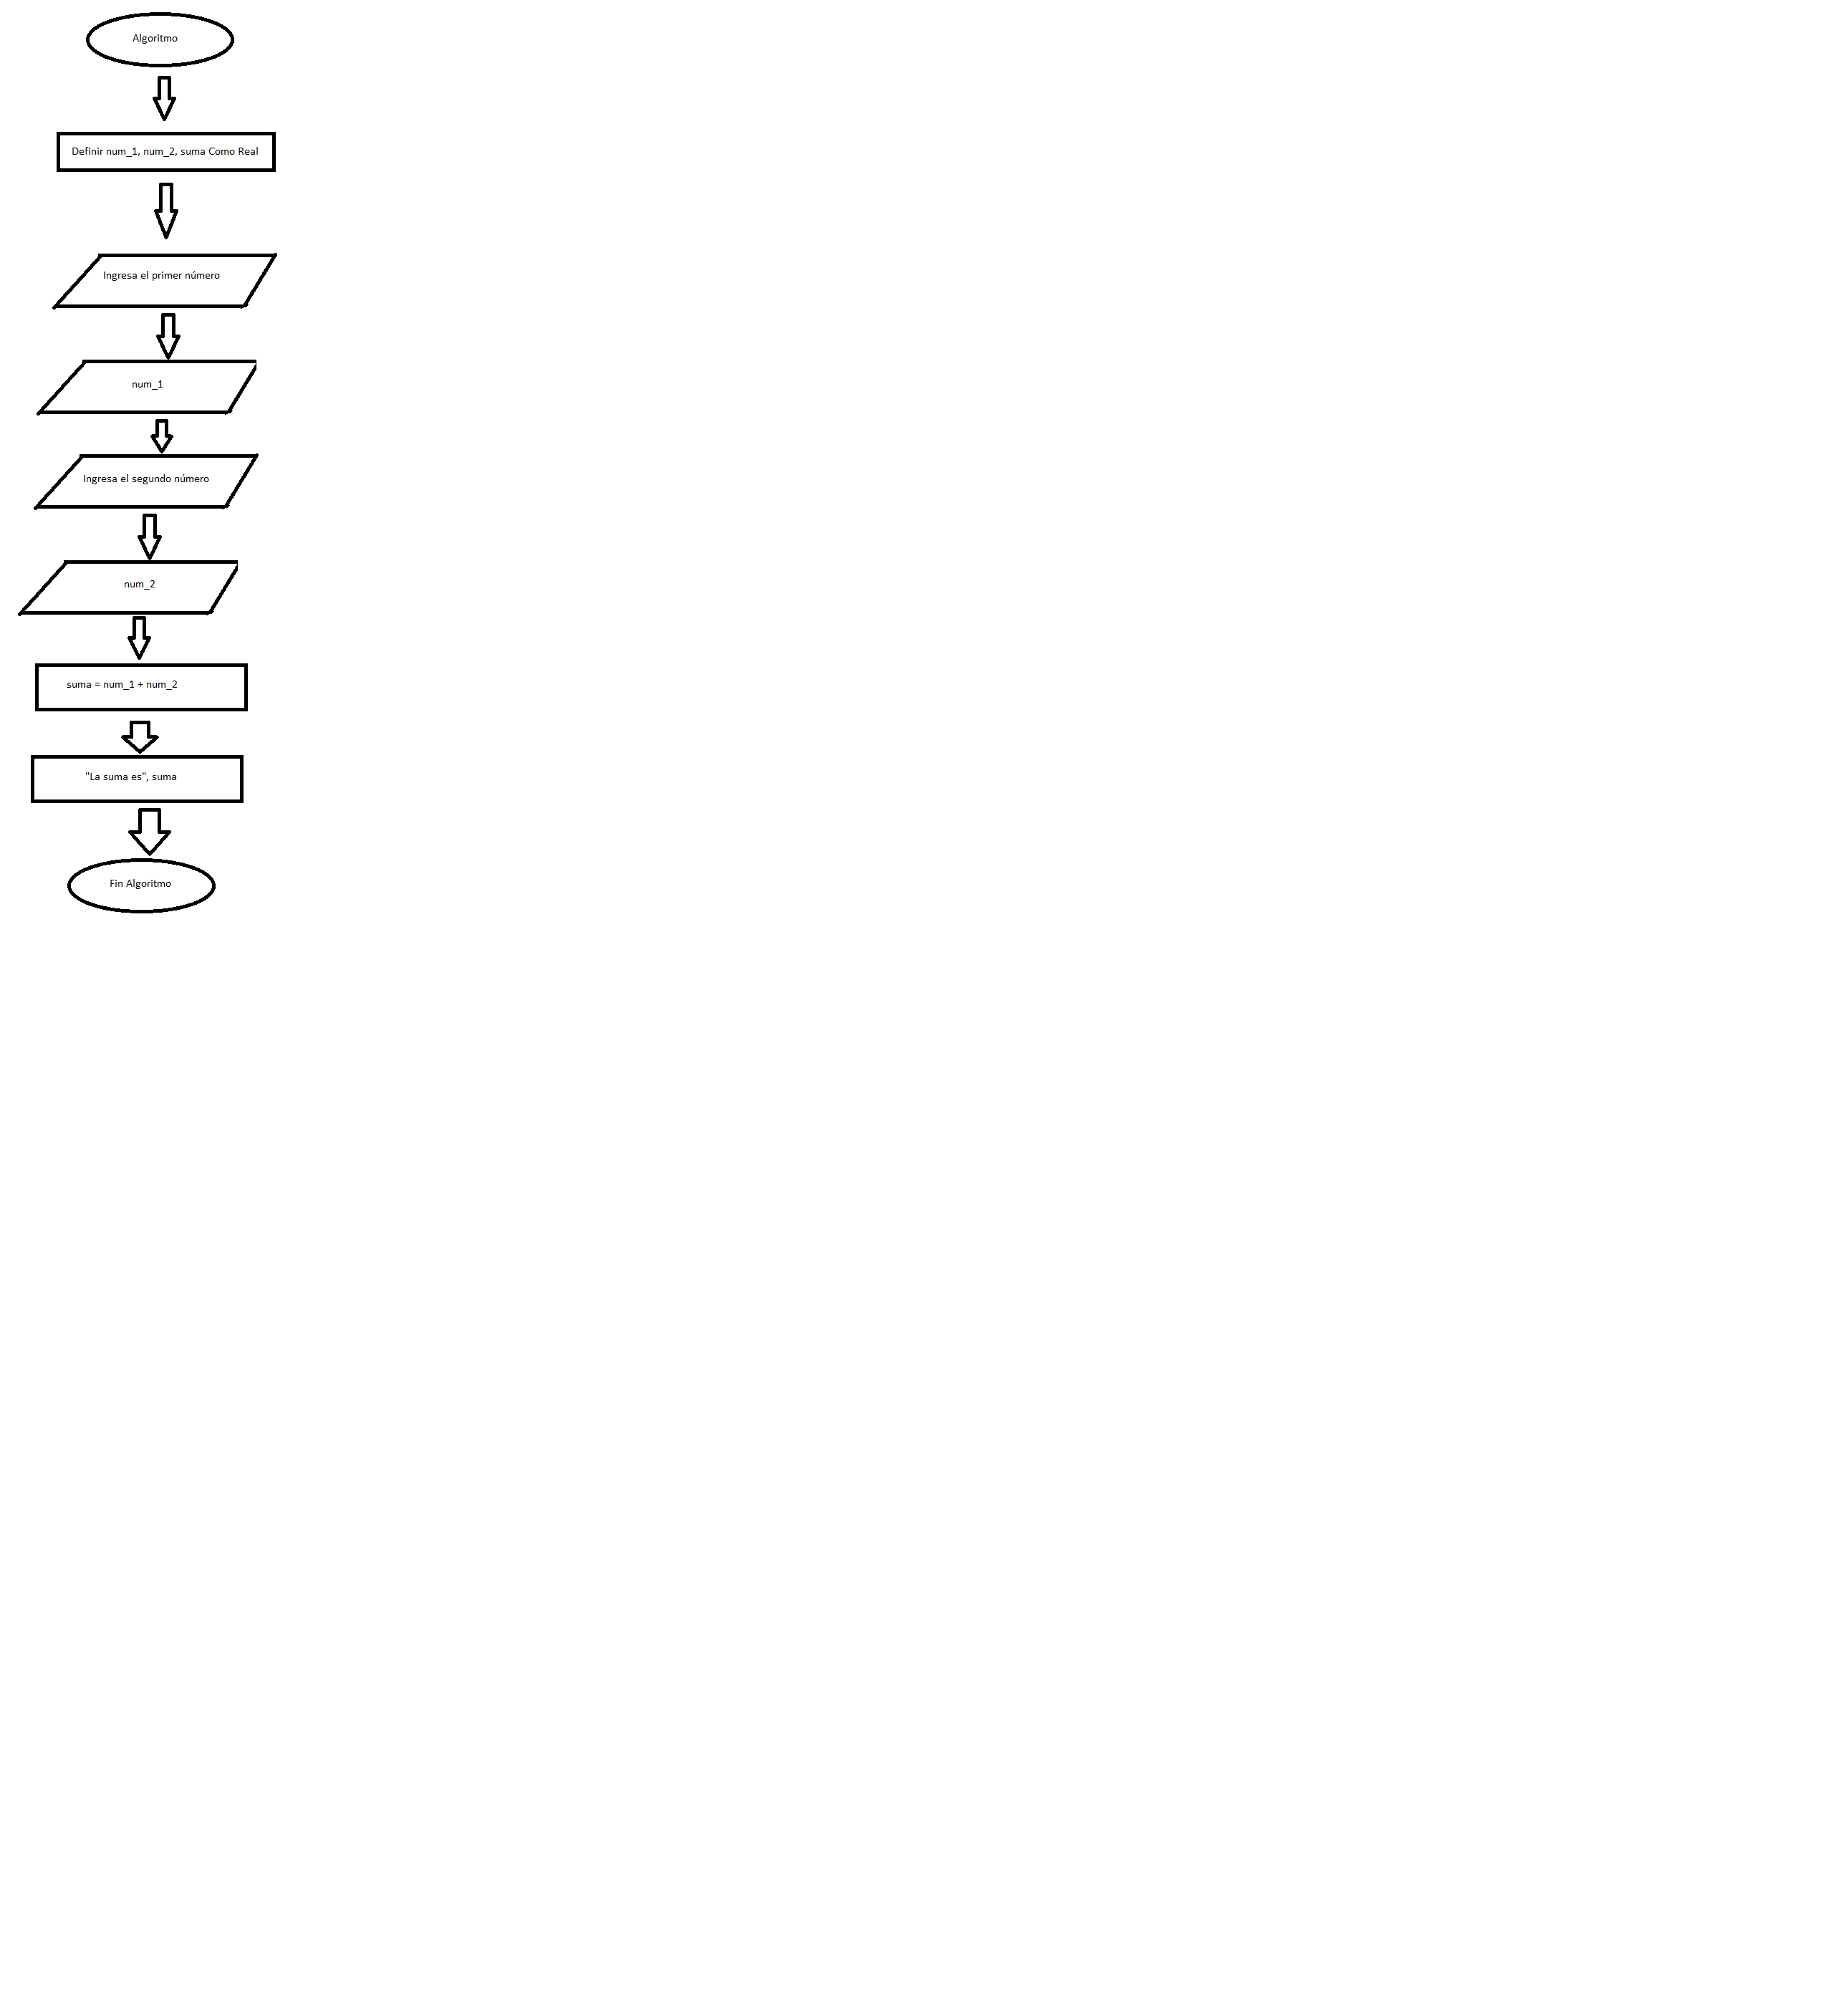 Algoritmo
Definir num_1, num_2, suma Como Real
Ingresa el primer número
num_1
Ingresa el segundo número
num_2
suma = num_1 + num_2
"La suma es", suma
Fin Algoritmo